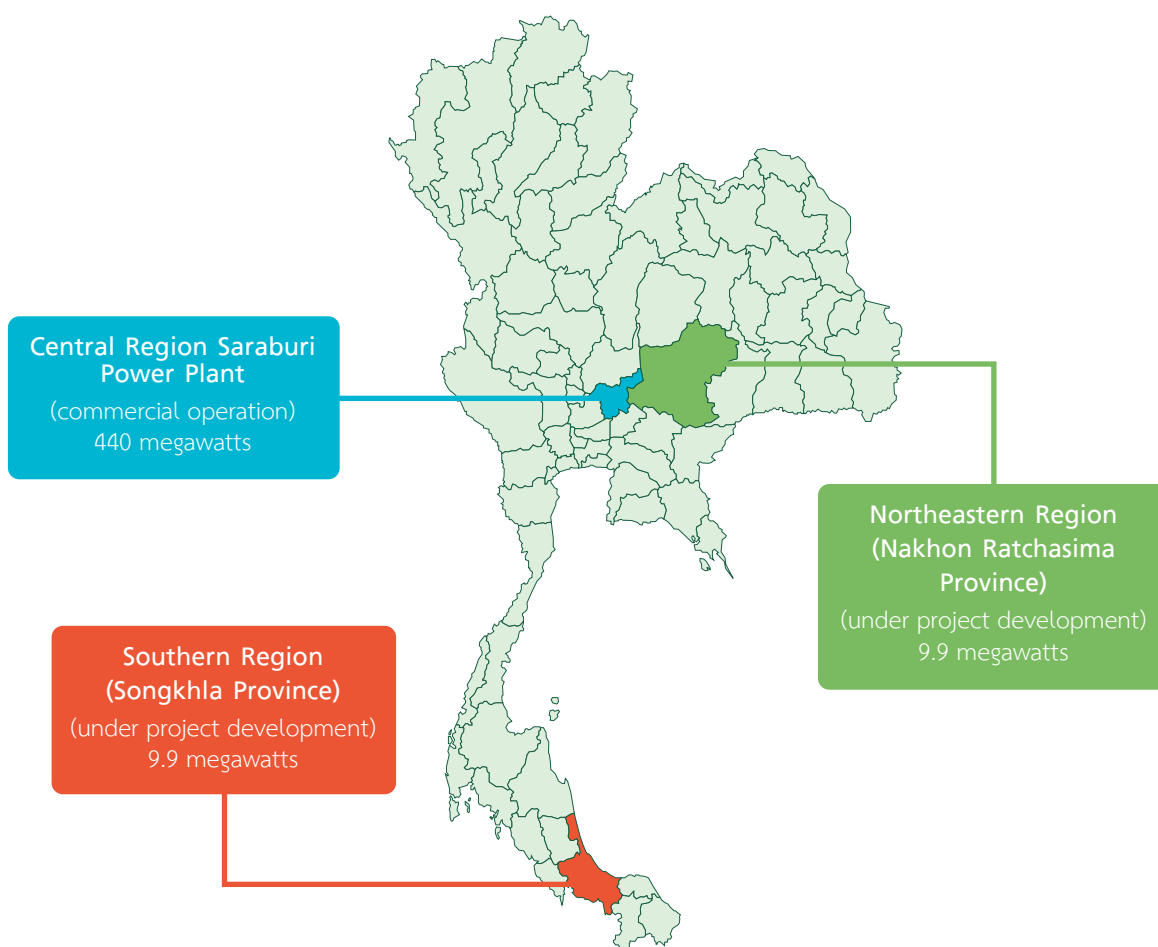 Central Region Saraburi
Power Plant
(commercial operation)
440 megawatts
Northeastern Region
(Nakhon Ratchasima
Province)
(under project development)
9.9 megawatts
Southern Region
(Songkhla Province)
(under project development)
9.9 megawatts